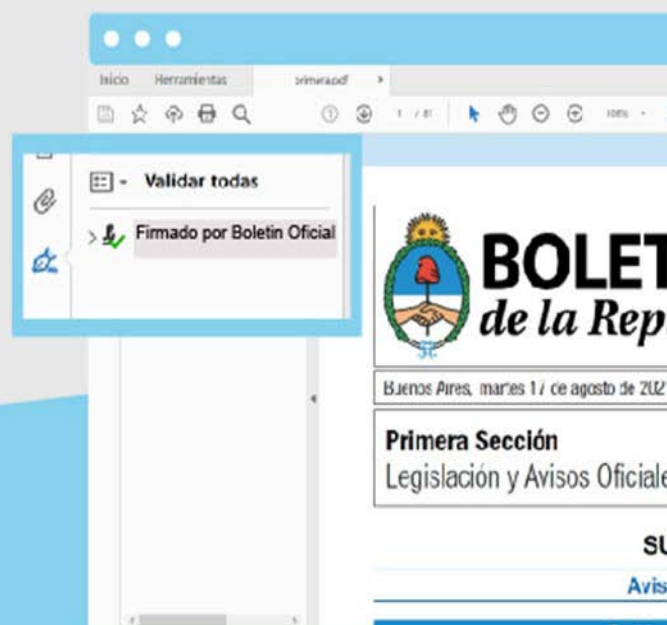 Inicio Herramientas primera.pdf
1 / 81 100%
Validar todas
Firmado por Boletin Oficial
BOLET
de la Rep
Buenos Aires, martes 17 de agosto de 202
Primera Sección
Legislación y Avisos Oficiale
SU
Avis